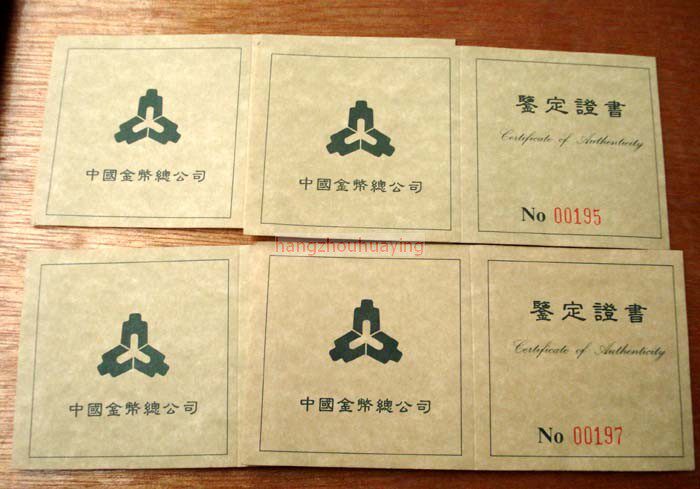 中國金幣總公司
中國金幣總公司
鑒定證書
Certificate of Authenticity
No 00195
hangzhouhuaying
中國金幣總公司
中國金幣總公司
鑒定證書
Certificate of Authenticity
No 00197